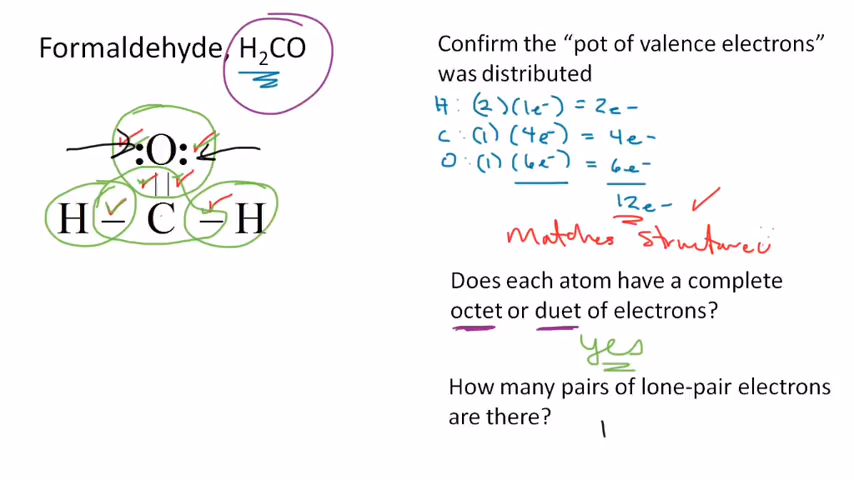 Formaldehyde, H₂CO
:O:
||
H – C – H
Confirm the “pot of valence electrons”
was distributed
H : (2)(1e-) = 2e-
C : (1) (4e-) = 4e-
O : (1) (6e-) = 6e-
12e- ✓
Matches structure
Does each atom have a complete
octet or duet of electrons?
yes
How many pairs of lone-pair electrons
are there?